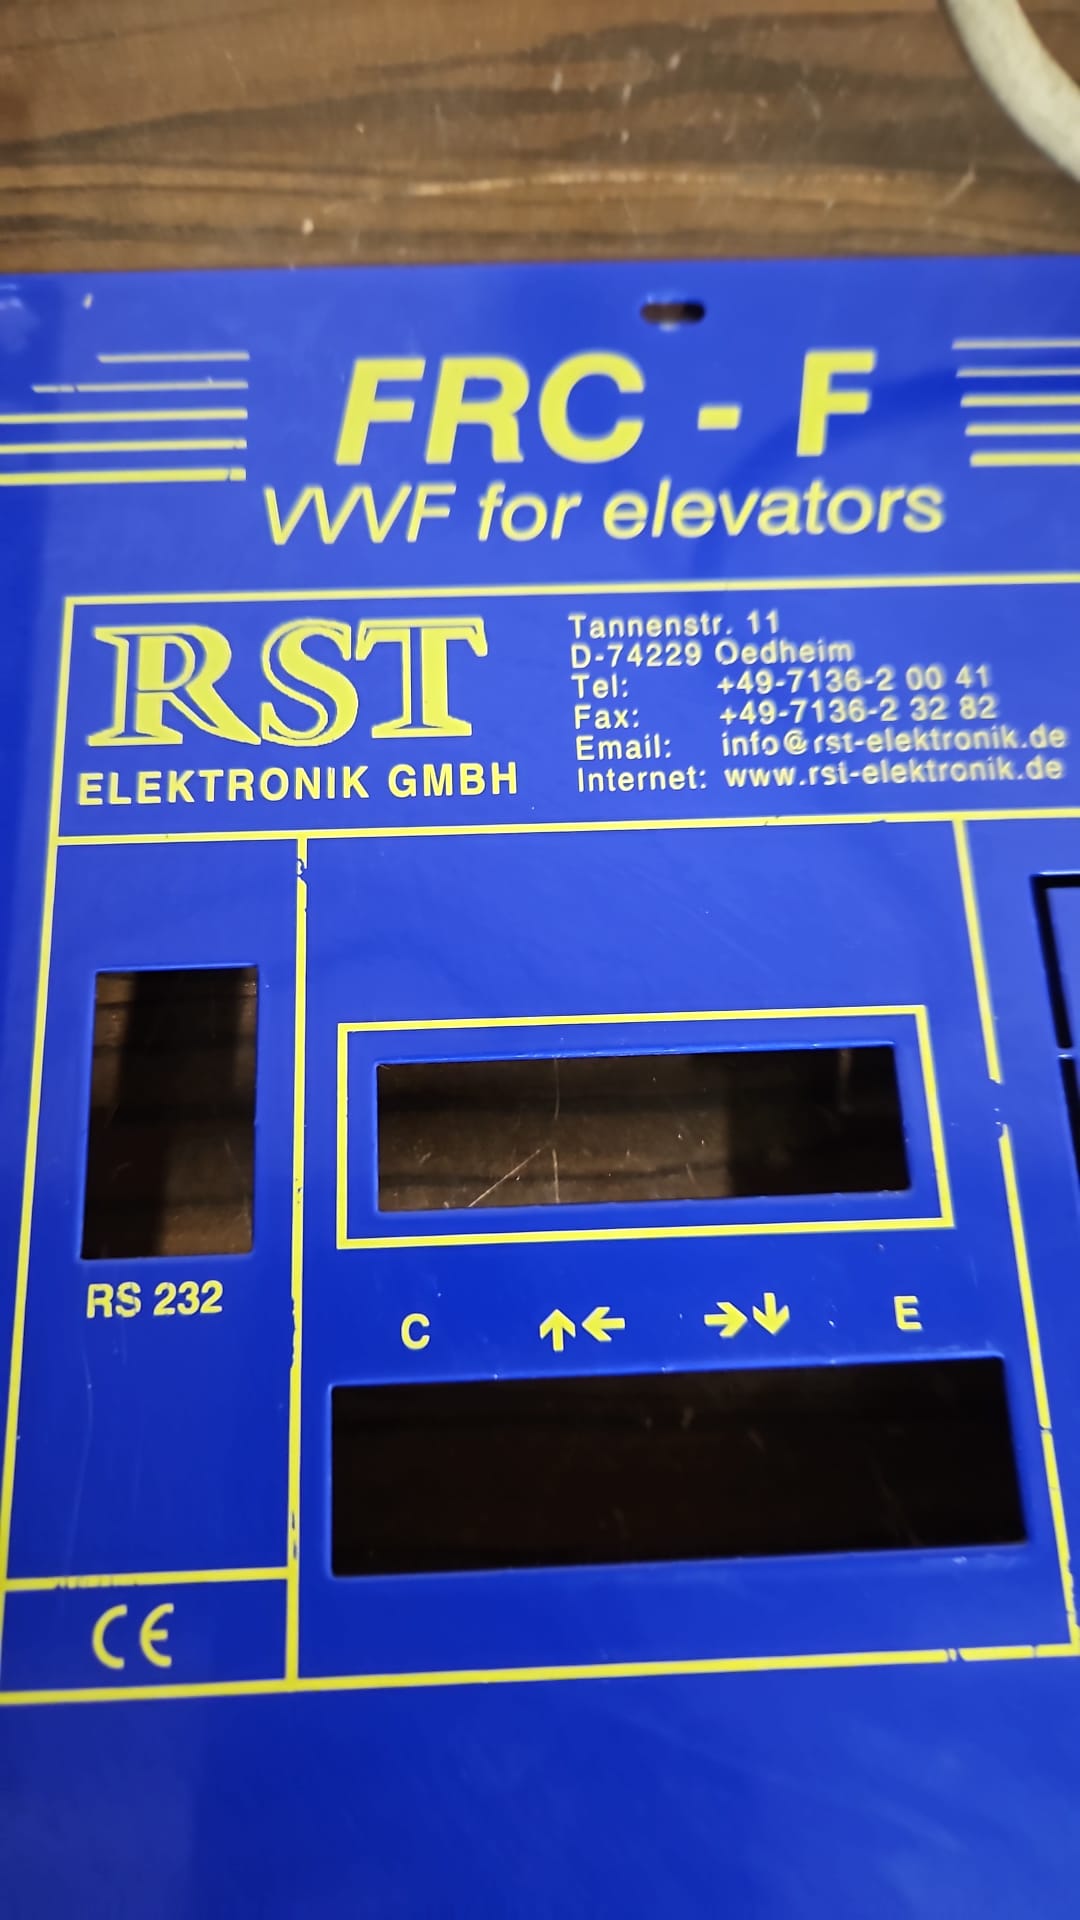 FRC - F
VVVF for elevators
RST
ELEKTRONIK GMBH
Tannenstr. 11
D-74229 Oedheim
Tel: +49-7136-2 00 41
Fax: +49-7136-2 32 82
Email: info@rst-elektronik.de
Internet: www.rst-elektronik.de
RS 232
C ↑← →↓ E
CE